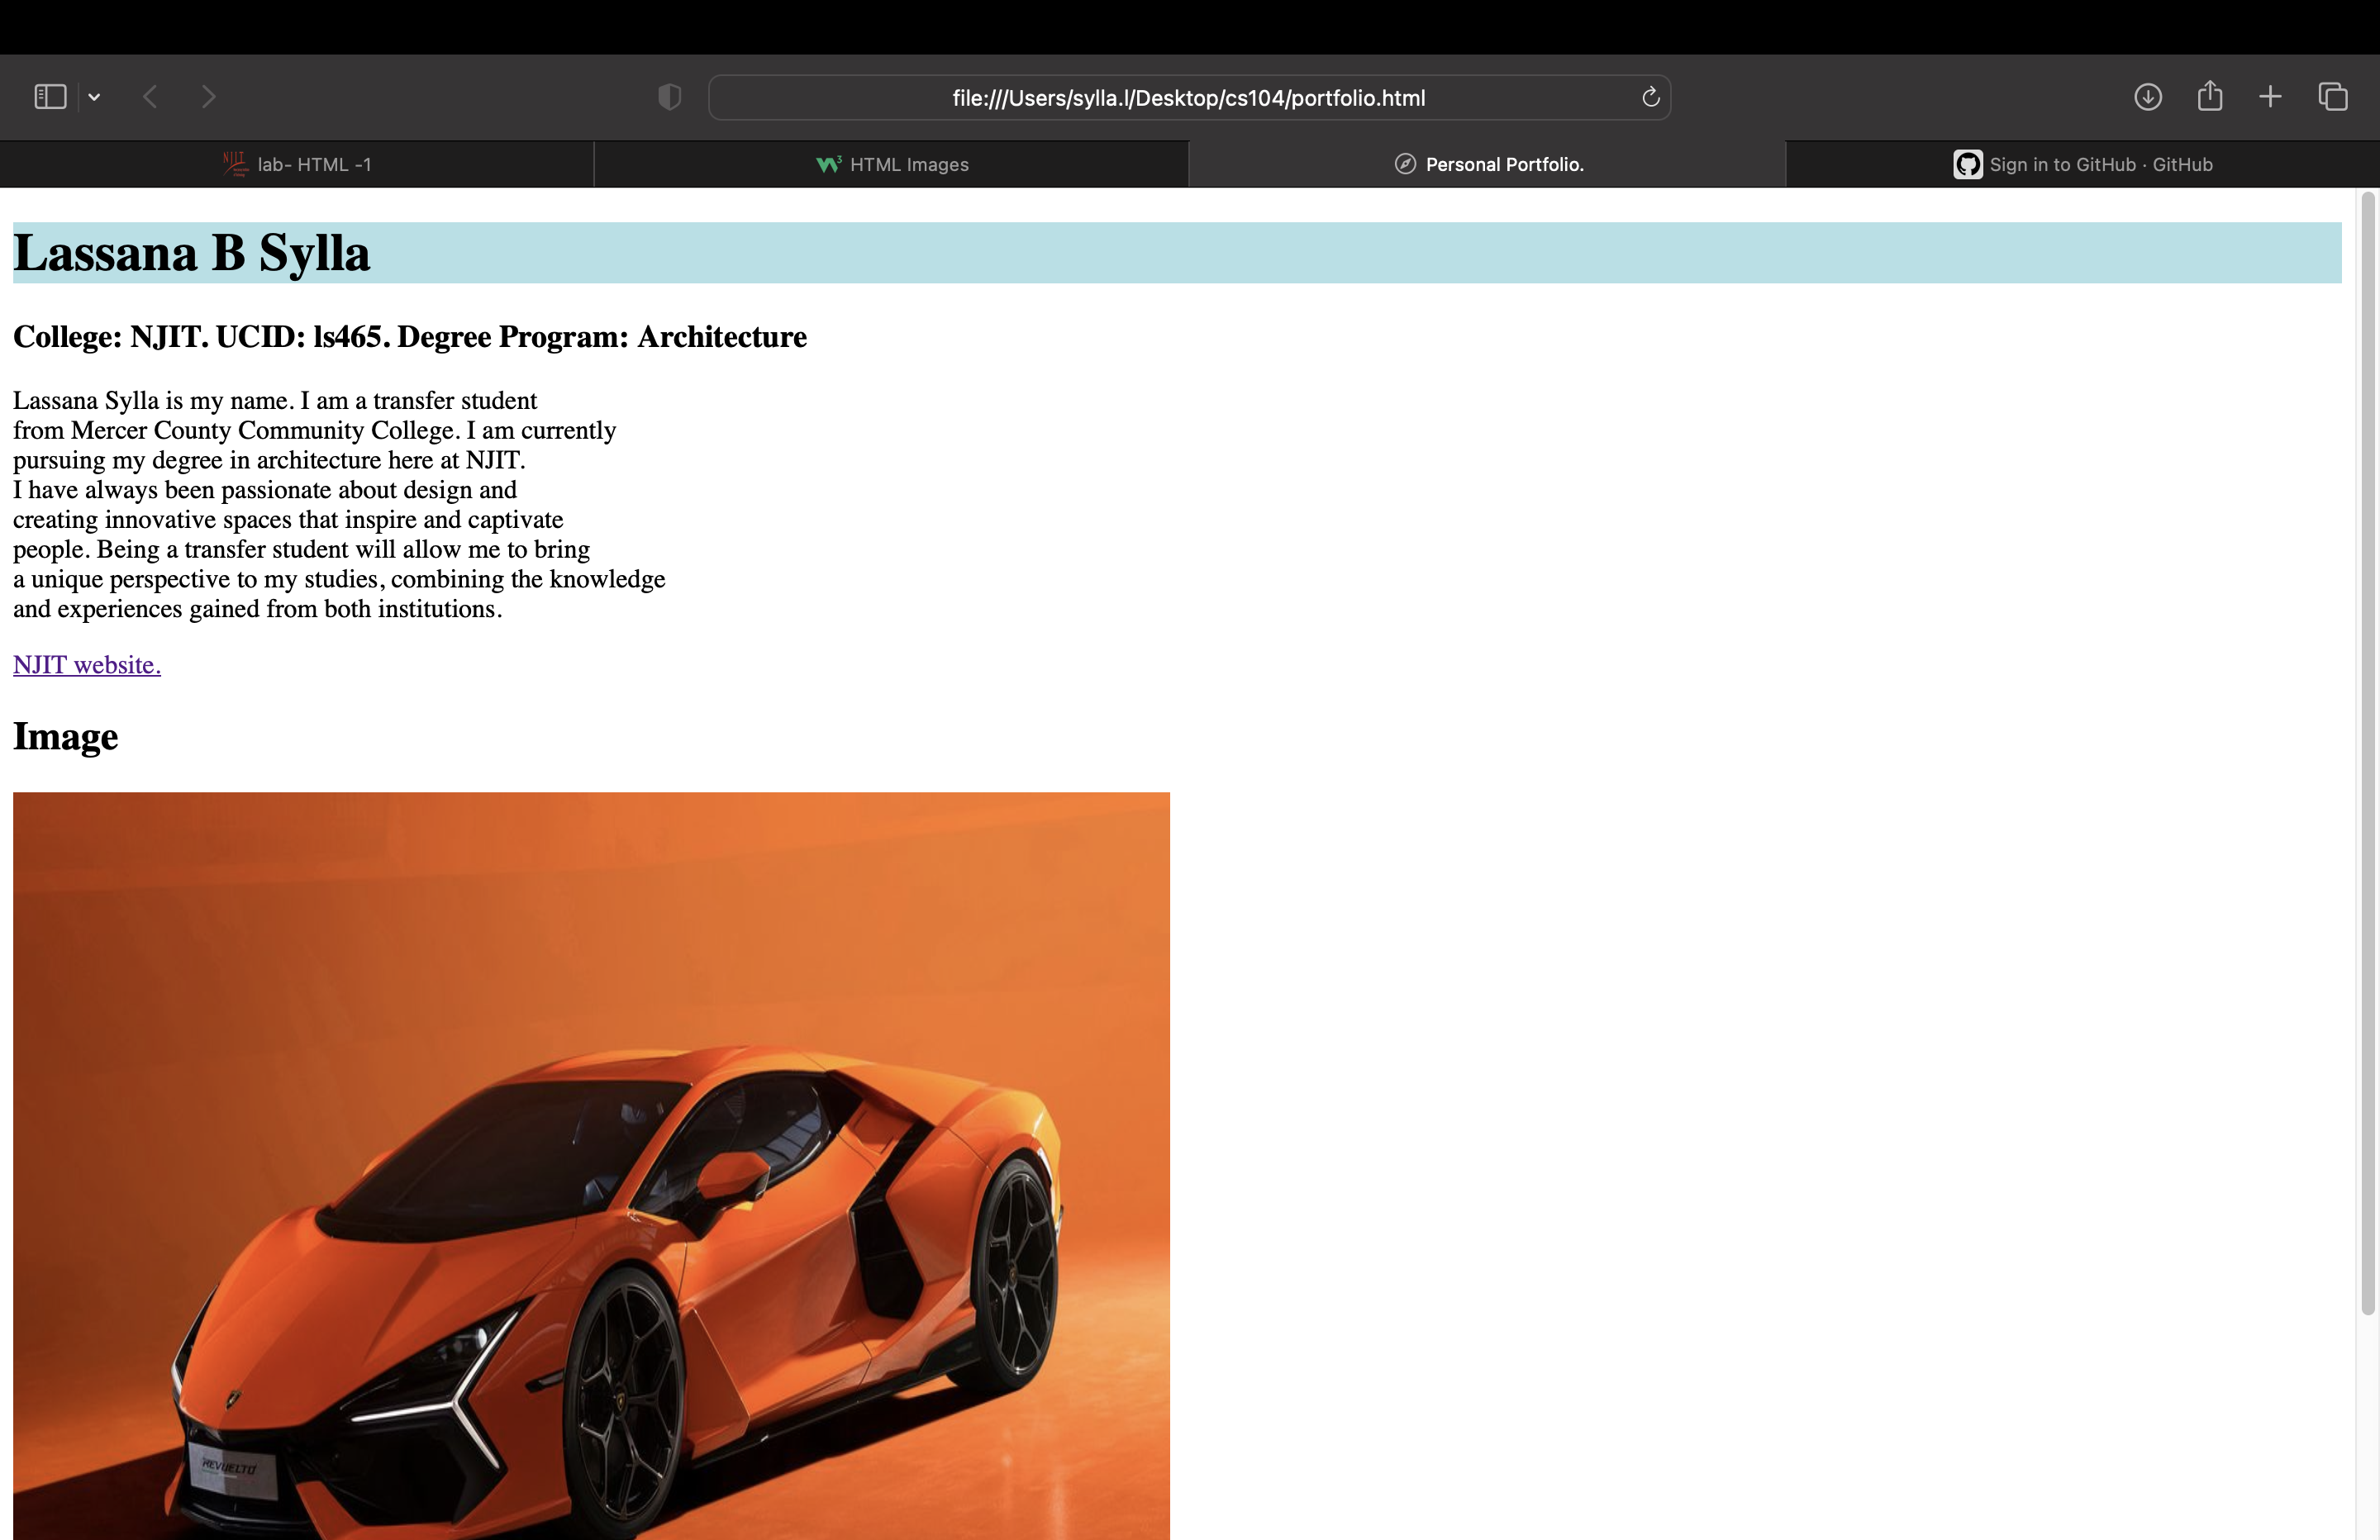 file:///Users/sylla.l/Desktop/cs104/portfolio.html
NJIT lab- HTML -1
W3 HTML Images
Personal Portfolio.
Sign in to GitHub · GitHub
Lassana B Sylla
College: NJIT. UCID: ls465. Degree Program: Architecture
Lassana Sylla is my name. I am a transfer student
from Mercer County Community College. I am currently
pursuing my degree in architecture here at NJIT.
I have always been passionate about design and
creating innovative spaces that inspire and captivate
people. Being a transfer student will allow me to bring
a unique perspective to my studies, combining the knowledge
and experiences gained from both institutions.
NJIT website.
Image
REVUELTO